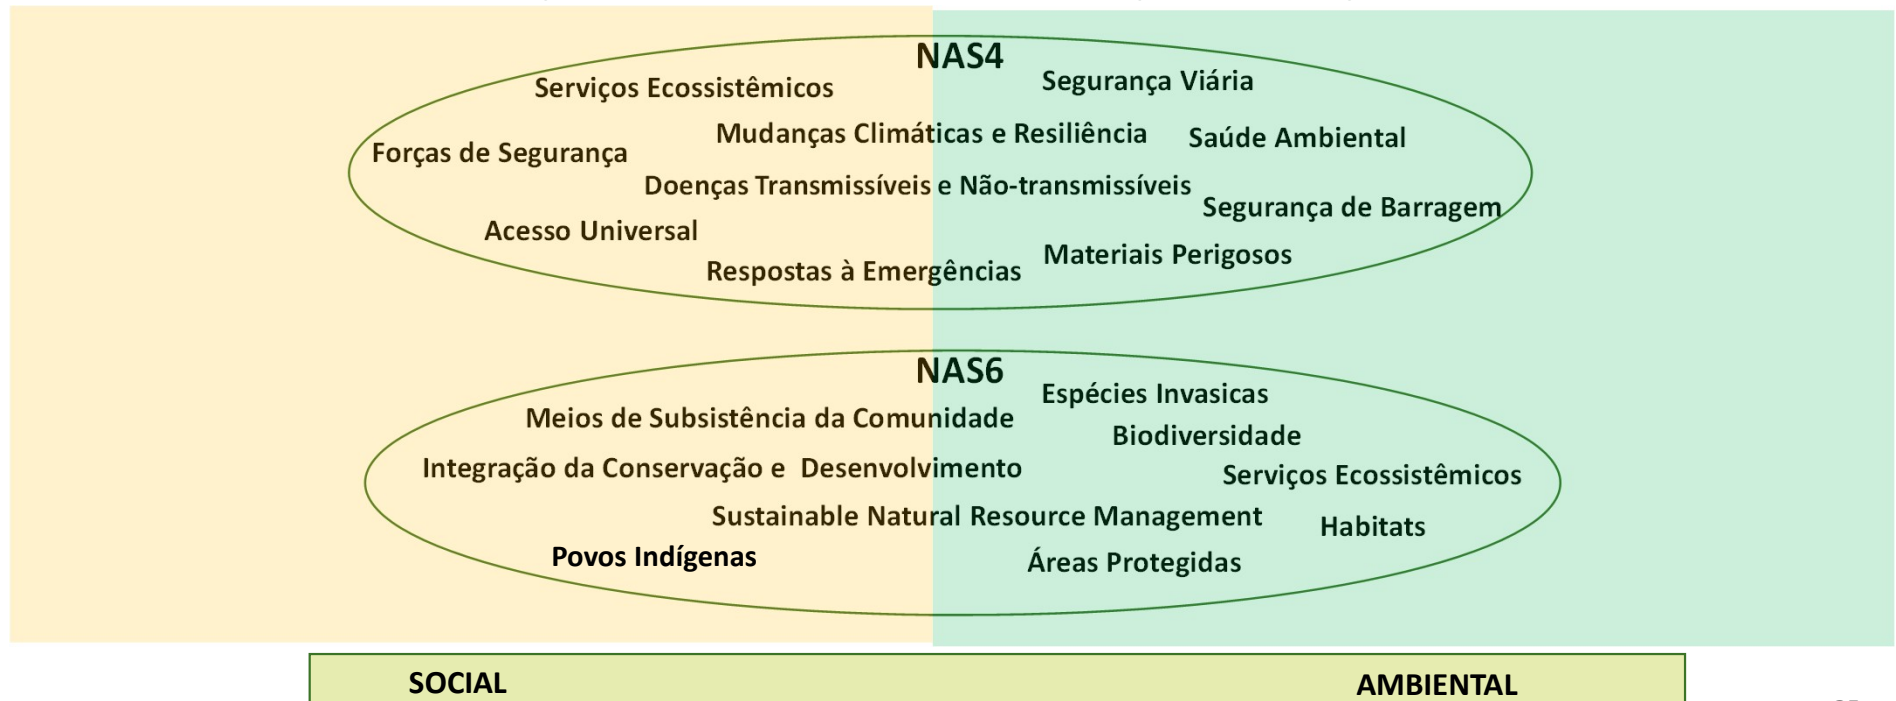 NAS4
Serviços Ecossistêmicos
Segurança Viária
Mudanças Climáticas e Resiliência
Saúde Ambiental
Forças de Segurança
Doenças Transmissíveis e Não-transmissíveis
Segurança de Barragem
Acesso Universal
Materiais Perigosos
Respostas à Emergências
NAS6
Espécies Invasicas
Meios de Subsistência da Comunidade
Biodiversidade
Integração da Conservação e  Desenvolvimento
Serviços Ecossistêmicos
Sustainable Natural Resource Management
Habitats
Povos Indígenas
Áreas Protegidas
SOCIAL
AMBIENTAL